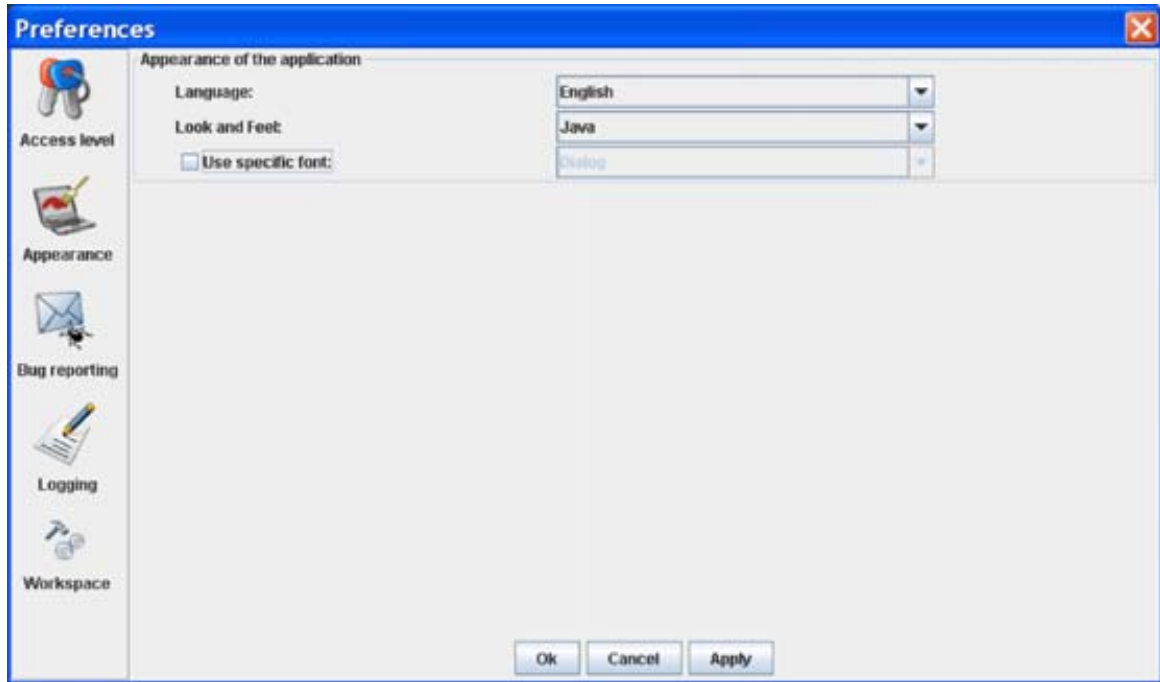 Preferences
Appearance of the application
Language: English
Look and Feel: Java
Use specific font: Dialog
Access level
Appearance
Bug reporting
Logging
Workspace
Ok Cancel Apply